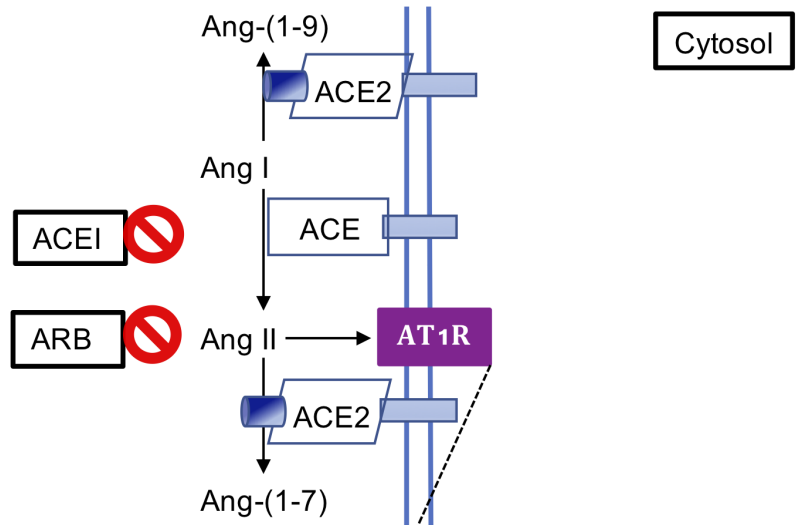 Ang-(1-9)
Cytosol
ACE2
Ang I
ACEI
ACE
ARB
Ang II
AT1R
ACE2
Ang-(1-7)